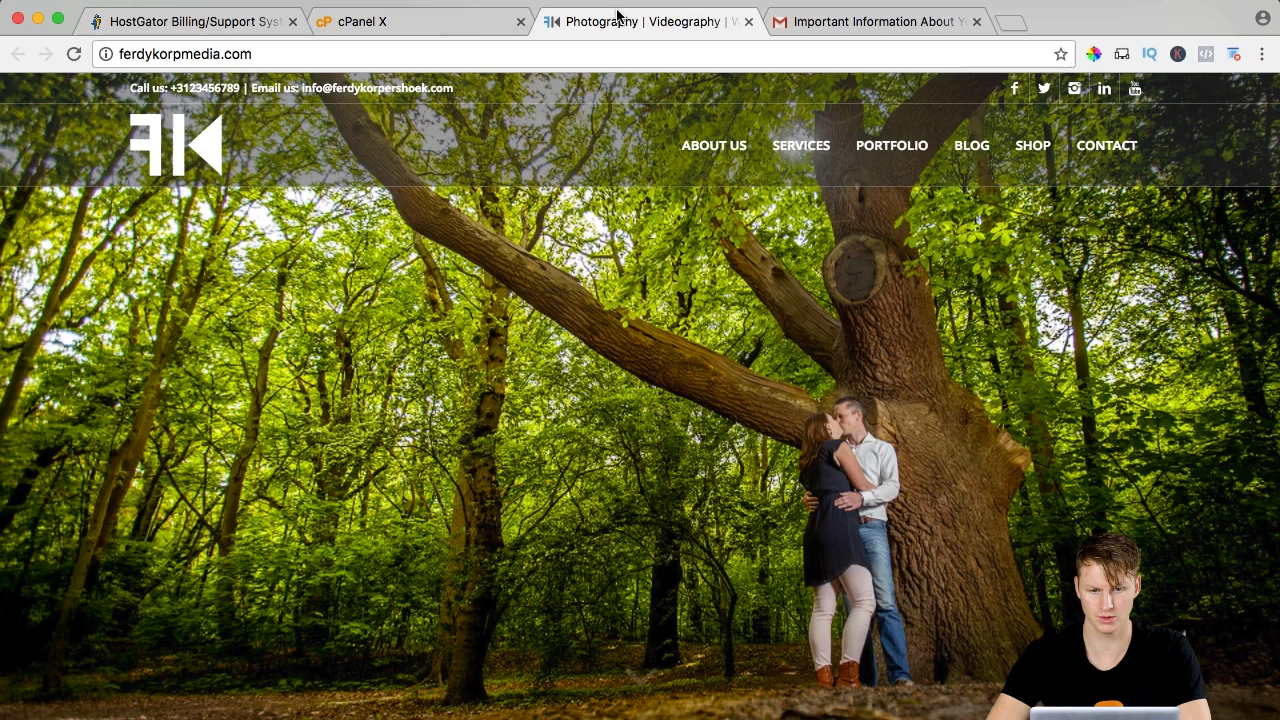 HostGator Billing/Support Sys
cPanel X
Photography | Videography |
Important Information About Y
ferdykorpmedia.com
Call us: +3123456789 | Email us: info@ferdykorpershoek.com
ABOUT US
SERVICES
PORTFOLIO
BLOG
SHOP
CONTACT